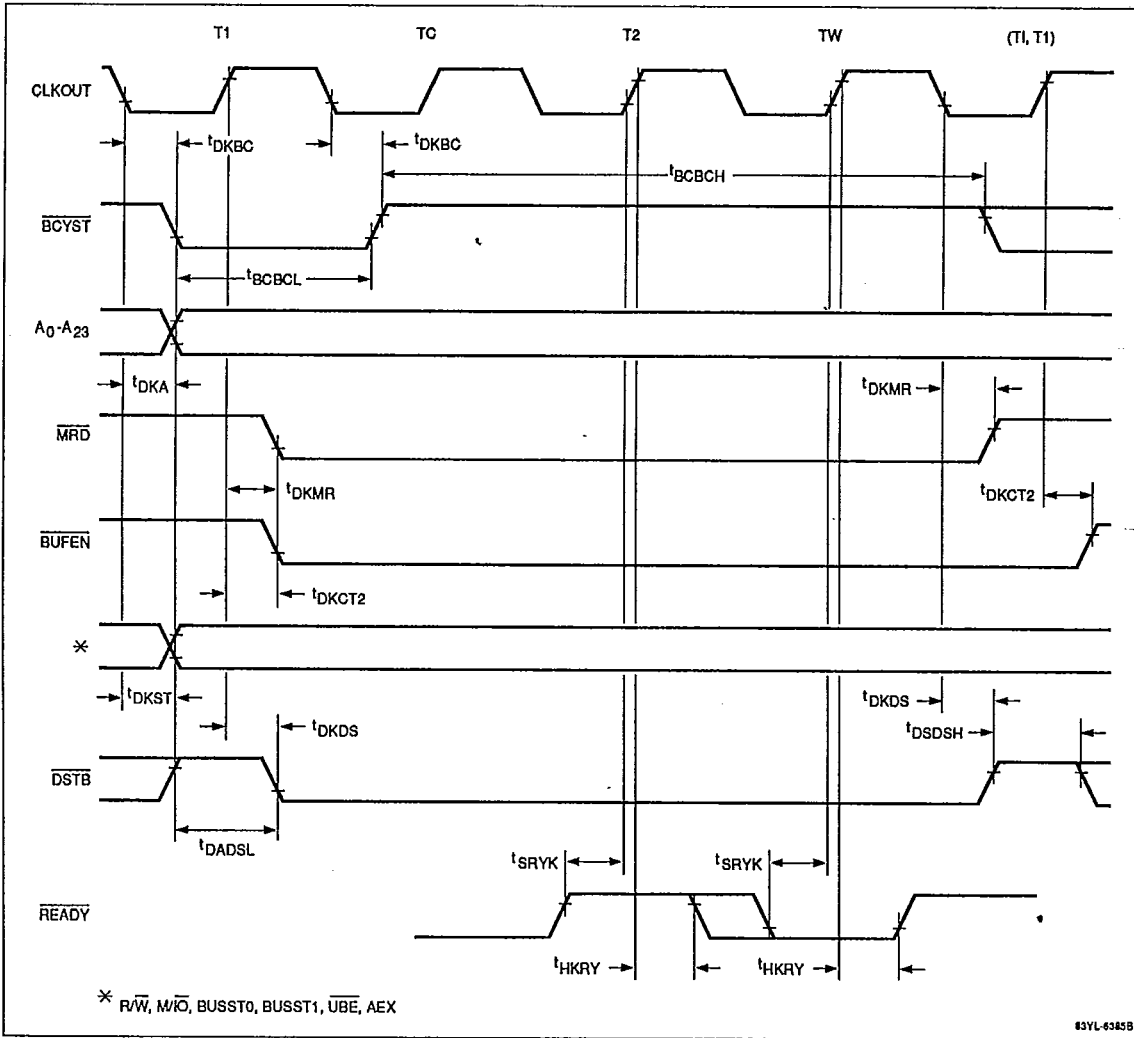 T1 TC T2 TW (TI, T1)
CLKOUT
tDKBC tDKBC
tBCBCH
BCYST
tBCBCL
A0-A23
tDKA tDKMR
MRD
tDKMR
tDKCT2
BUFEN
tDKCT2
*
tDKST tDKDS
tDKDS tDSDSH
DSTB
tDADSL
tSRYK tSRYK
READY
tHKRY tHKRY
* R/W, M/IO, BUSST0, BUSST1, UBE, AEX
83YL-6385B